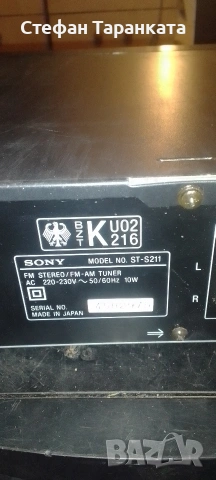 Стефан Таранката
BZT K U02 216
SONY MODEL NO. ST-S211
FM STEREO/FM-AM TUNER
AC 220-230V ~ 50/60Hz 10W
SERIAL NO.
MADE IN JAPAN
L
R
BAZAR